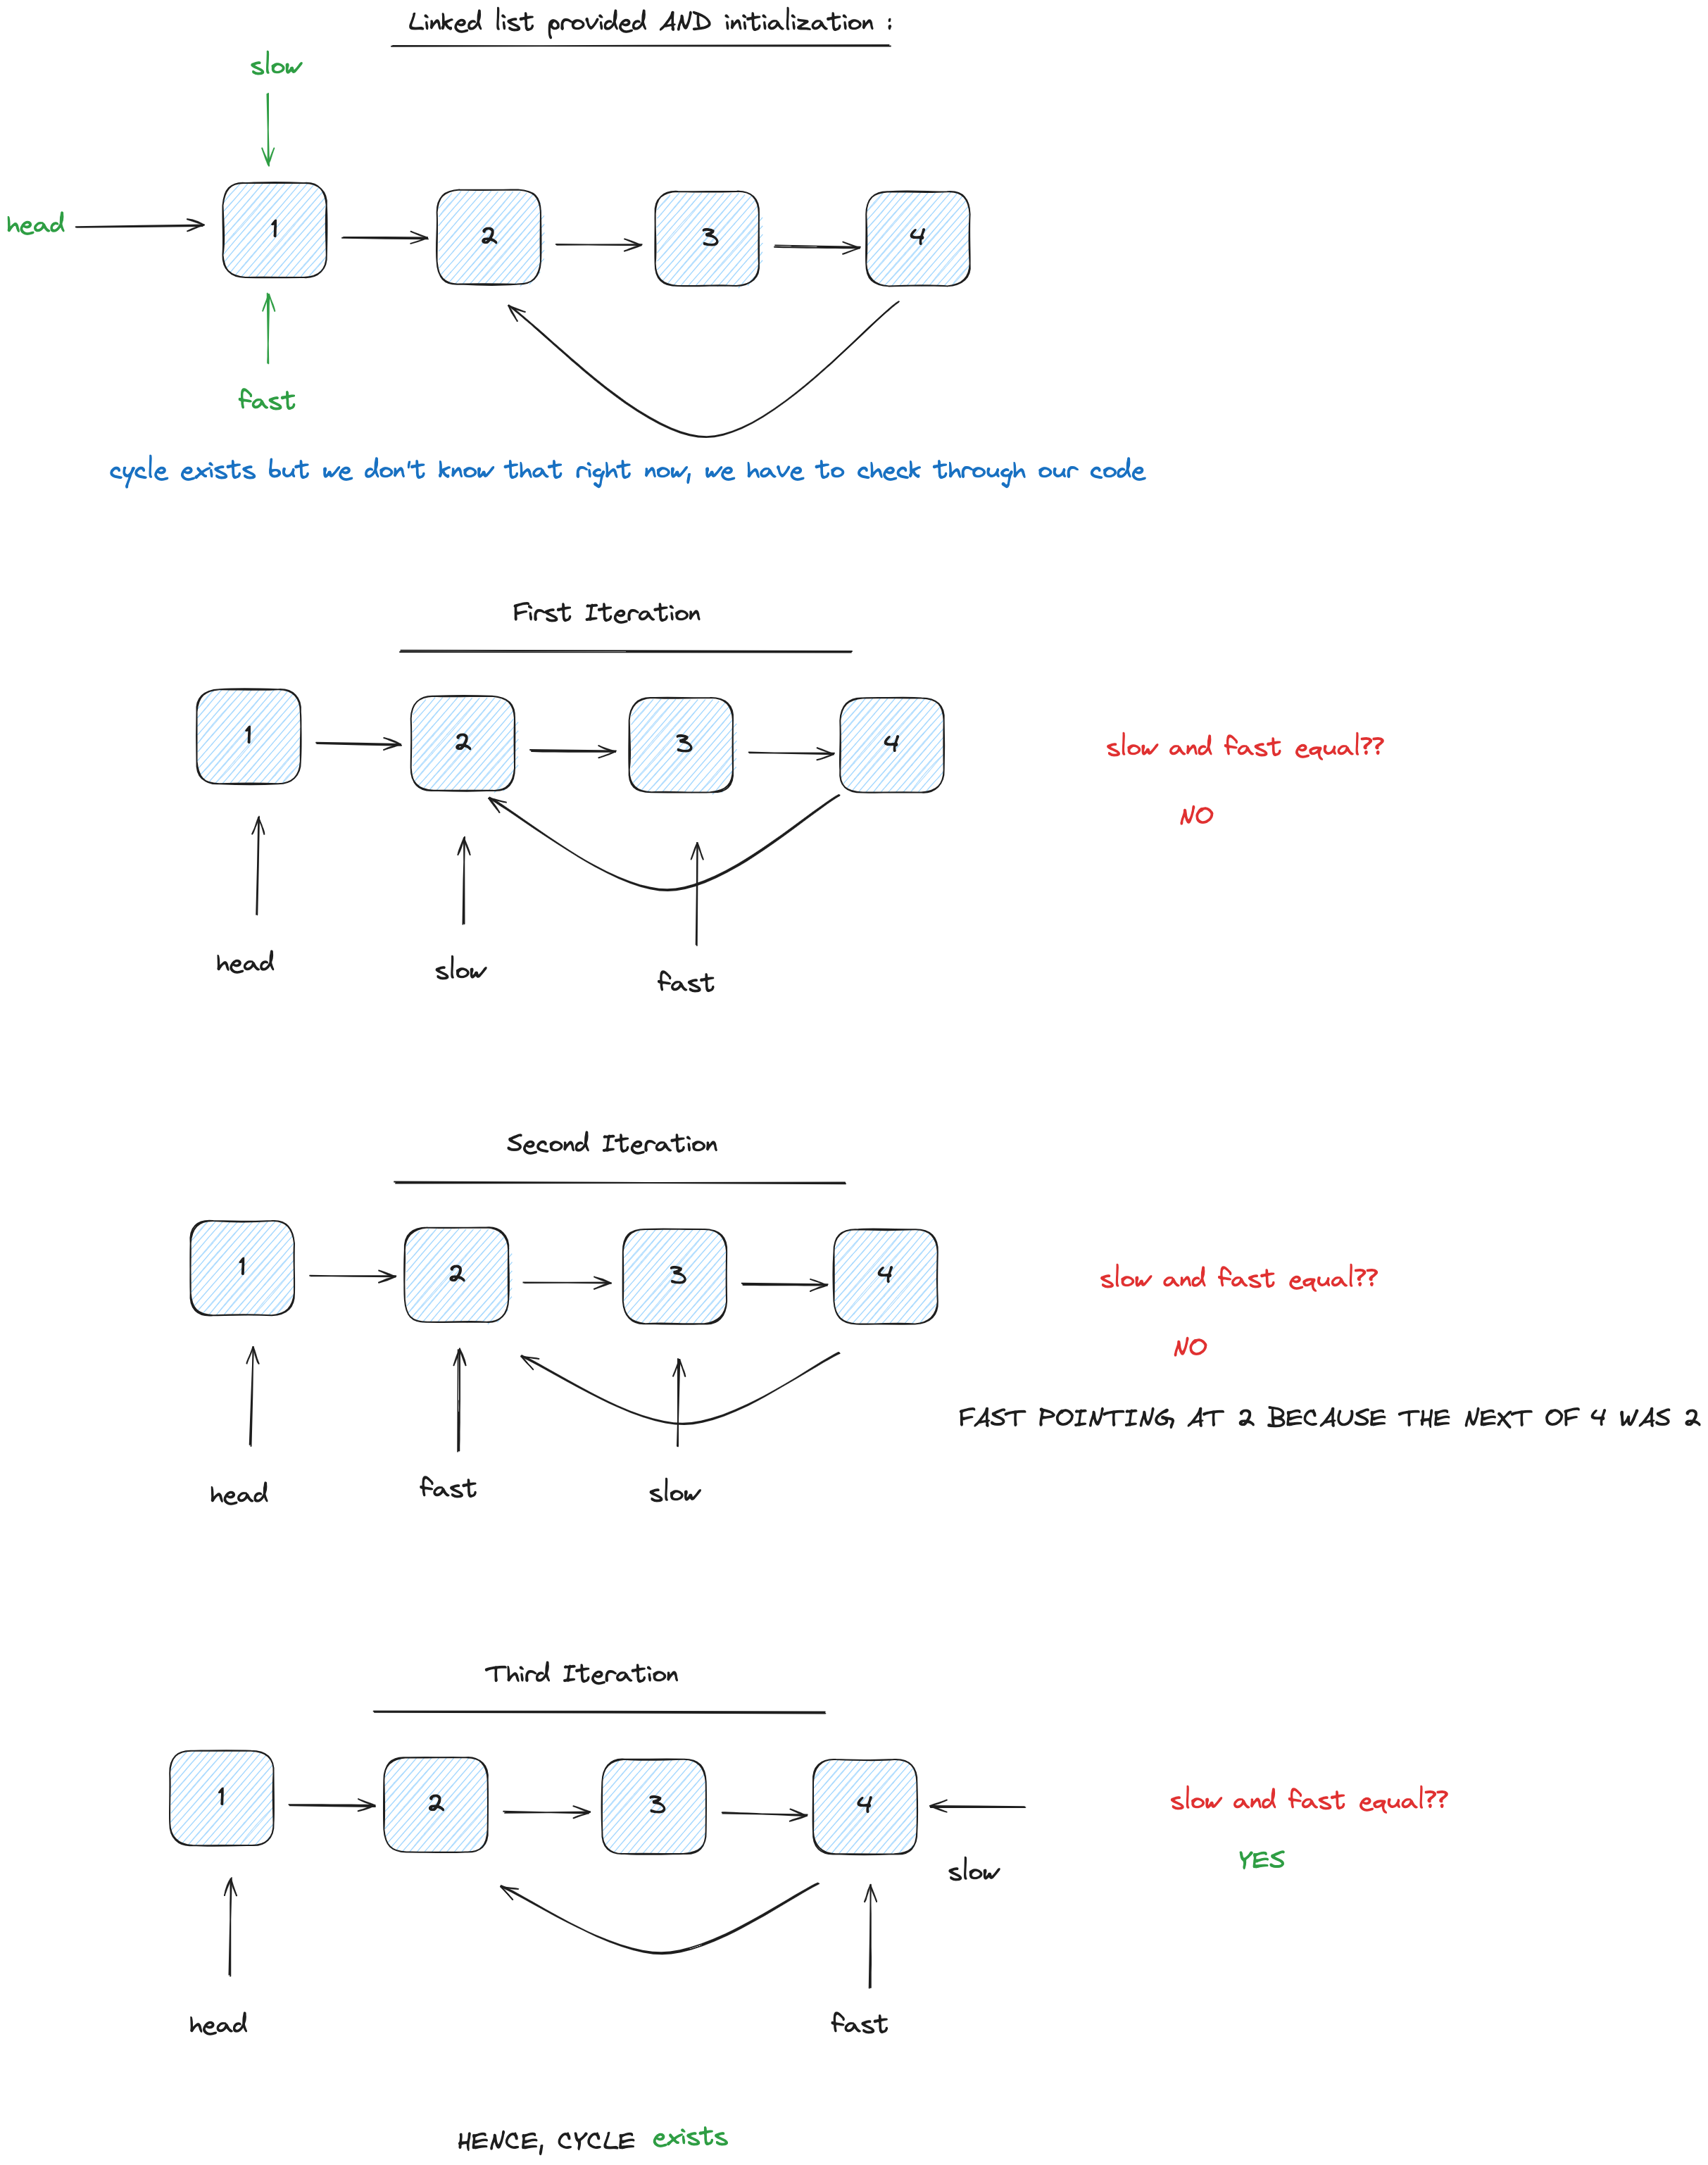 Linked list provided AND initialization :
slow
head
1
2
3
4
fast
cycle exists but we don't know that right now, we have to check through our code
First Iteration
1
2
3
4
slow and fast equal??
NO
head
slow
fast
Second Iteration
1
2
3
4
slow and fast equal??
NO
FAST POINTING, AT 2 BECAUSE THE NEXT OF 4 WAS 2
head
fast
slow
Third Iteration
1
2
3
4
slow and fast equal??
YES
slow
head
fast
HENCE, CYCLE exists